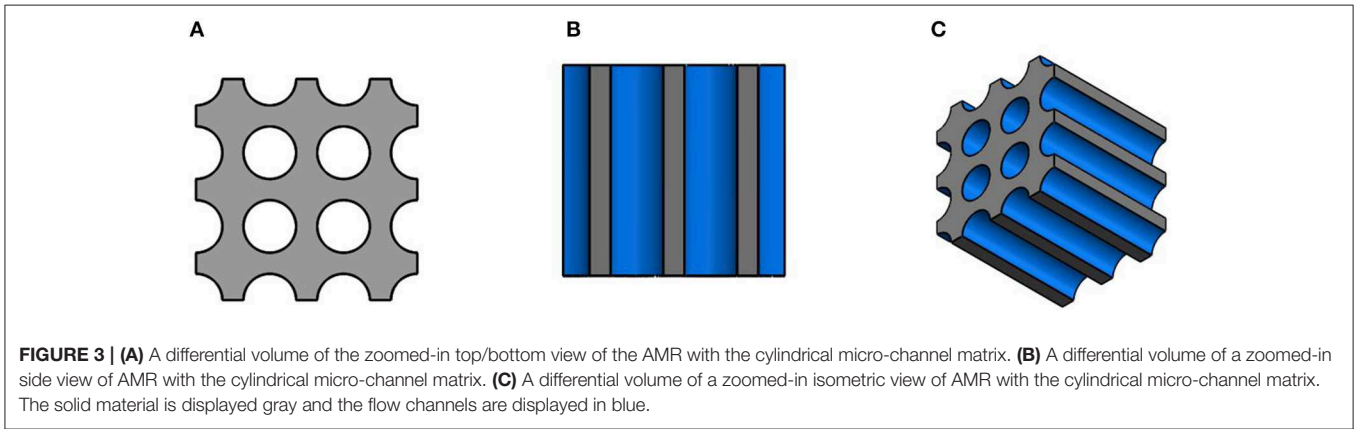 A
B
C
FIGURE 3 | (A) A differential volume of the zoomed-in top/bottom view of the AMR with the cylindrical micro-channel matrix. (B) A differential volume of a zoomed-in
side view of AMR with the cylindrical micro-channel matrix. (C) A differential volume of a zoomed-in isometric view of AMR with the cylindrical micro-channel matrix.
The solid material is displayed gray and the flow channels are displayed in blue.